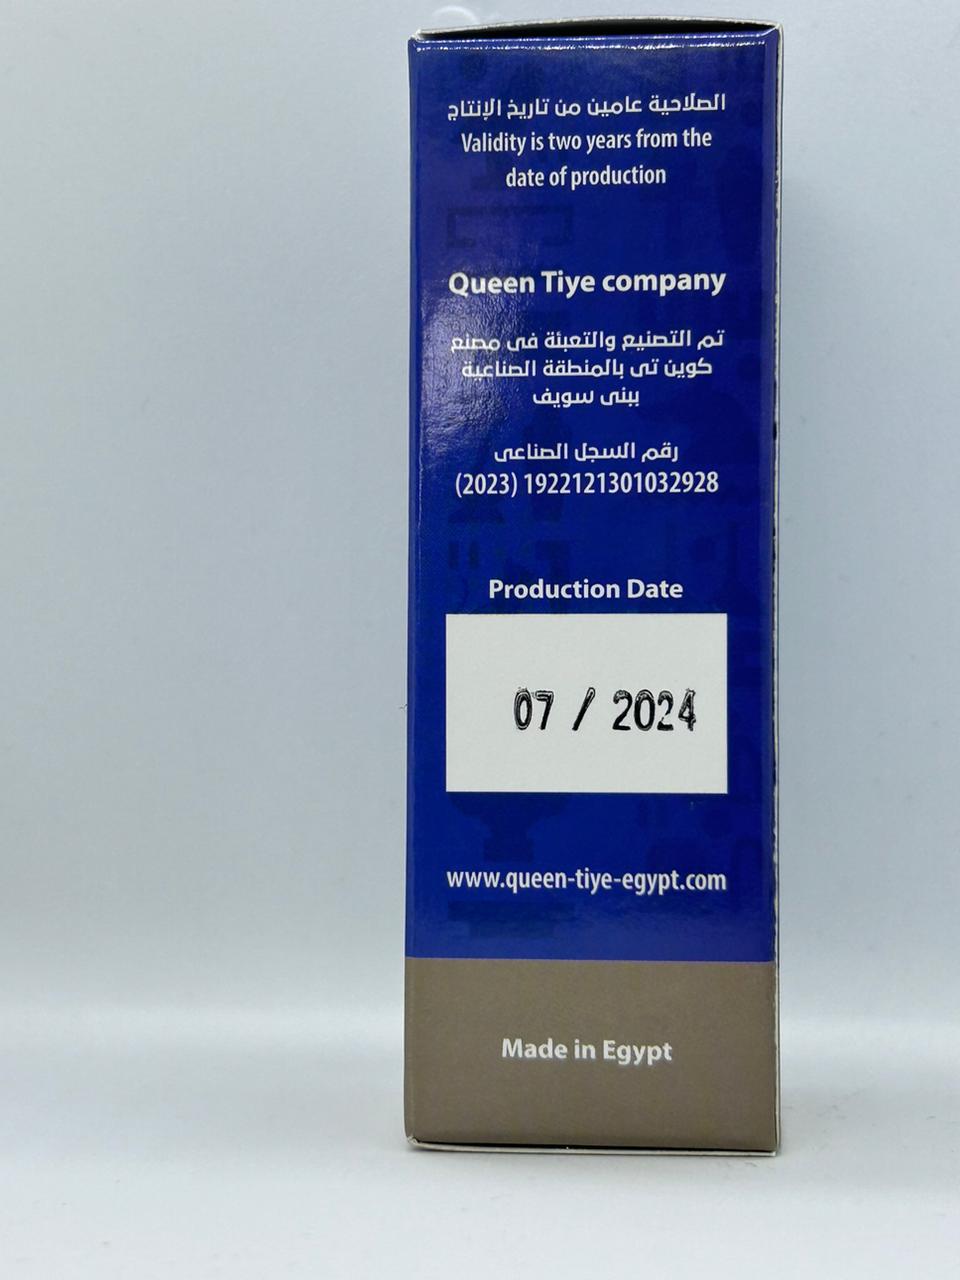 الصلاحية عامين من تاريخ الإنتاج
Validity is two years from the
date of production
Queen Tiye company
تم التصنيع والتعبئة فى مصنع
كوين تى بالمنطقة الصناعية
ببنى سويف
رقم السجل الصناعى
(2023) 1922121301032928
Production Date
07 / 2024
www.queen-tiye-egypt.com
Made in Egypt